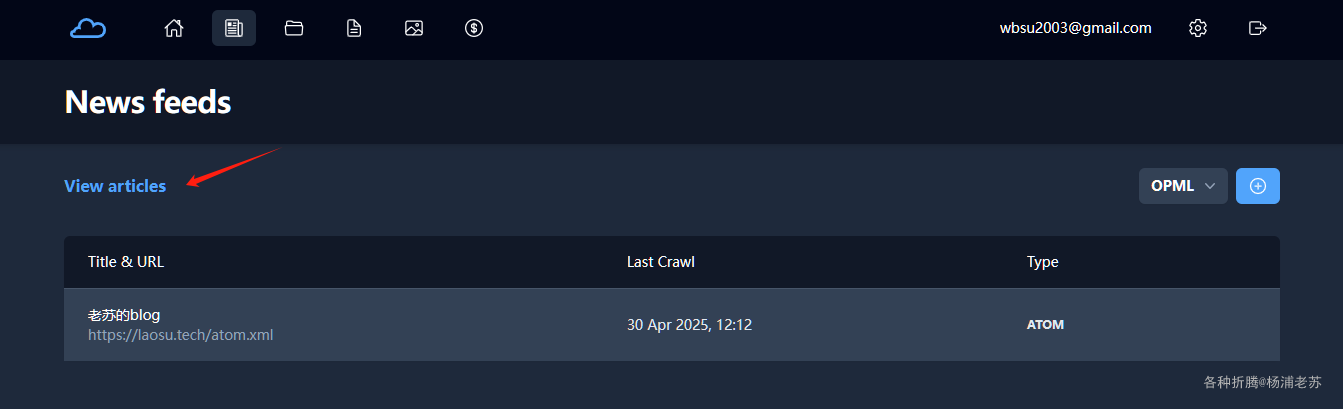 wbsu2003@gmail.com
News feeds
View articles
OPML
Title & URL Last Crawl Type
老苏的blog
https://laosu.tech/atom.xml
30 Apr 2025, 12:12
ATOM
各种折腾@杨浦老苏